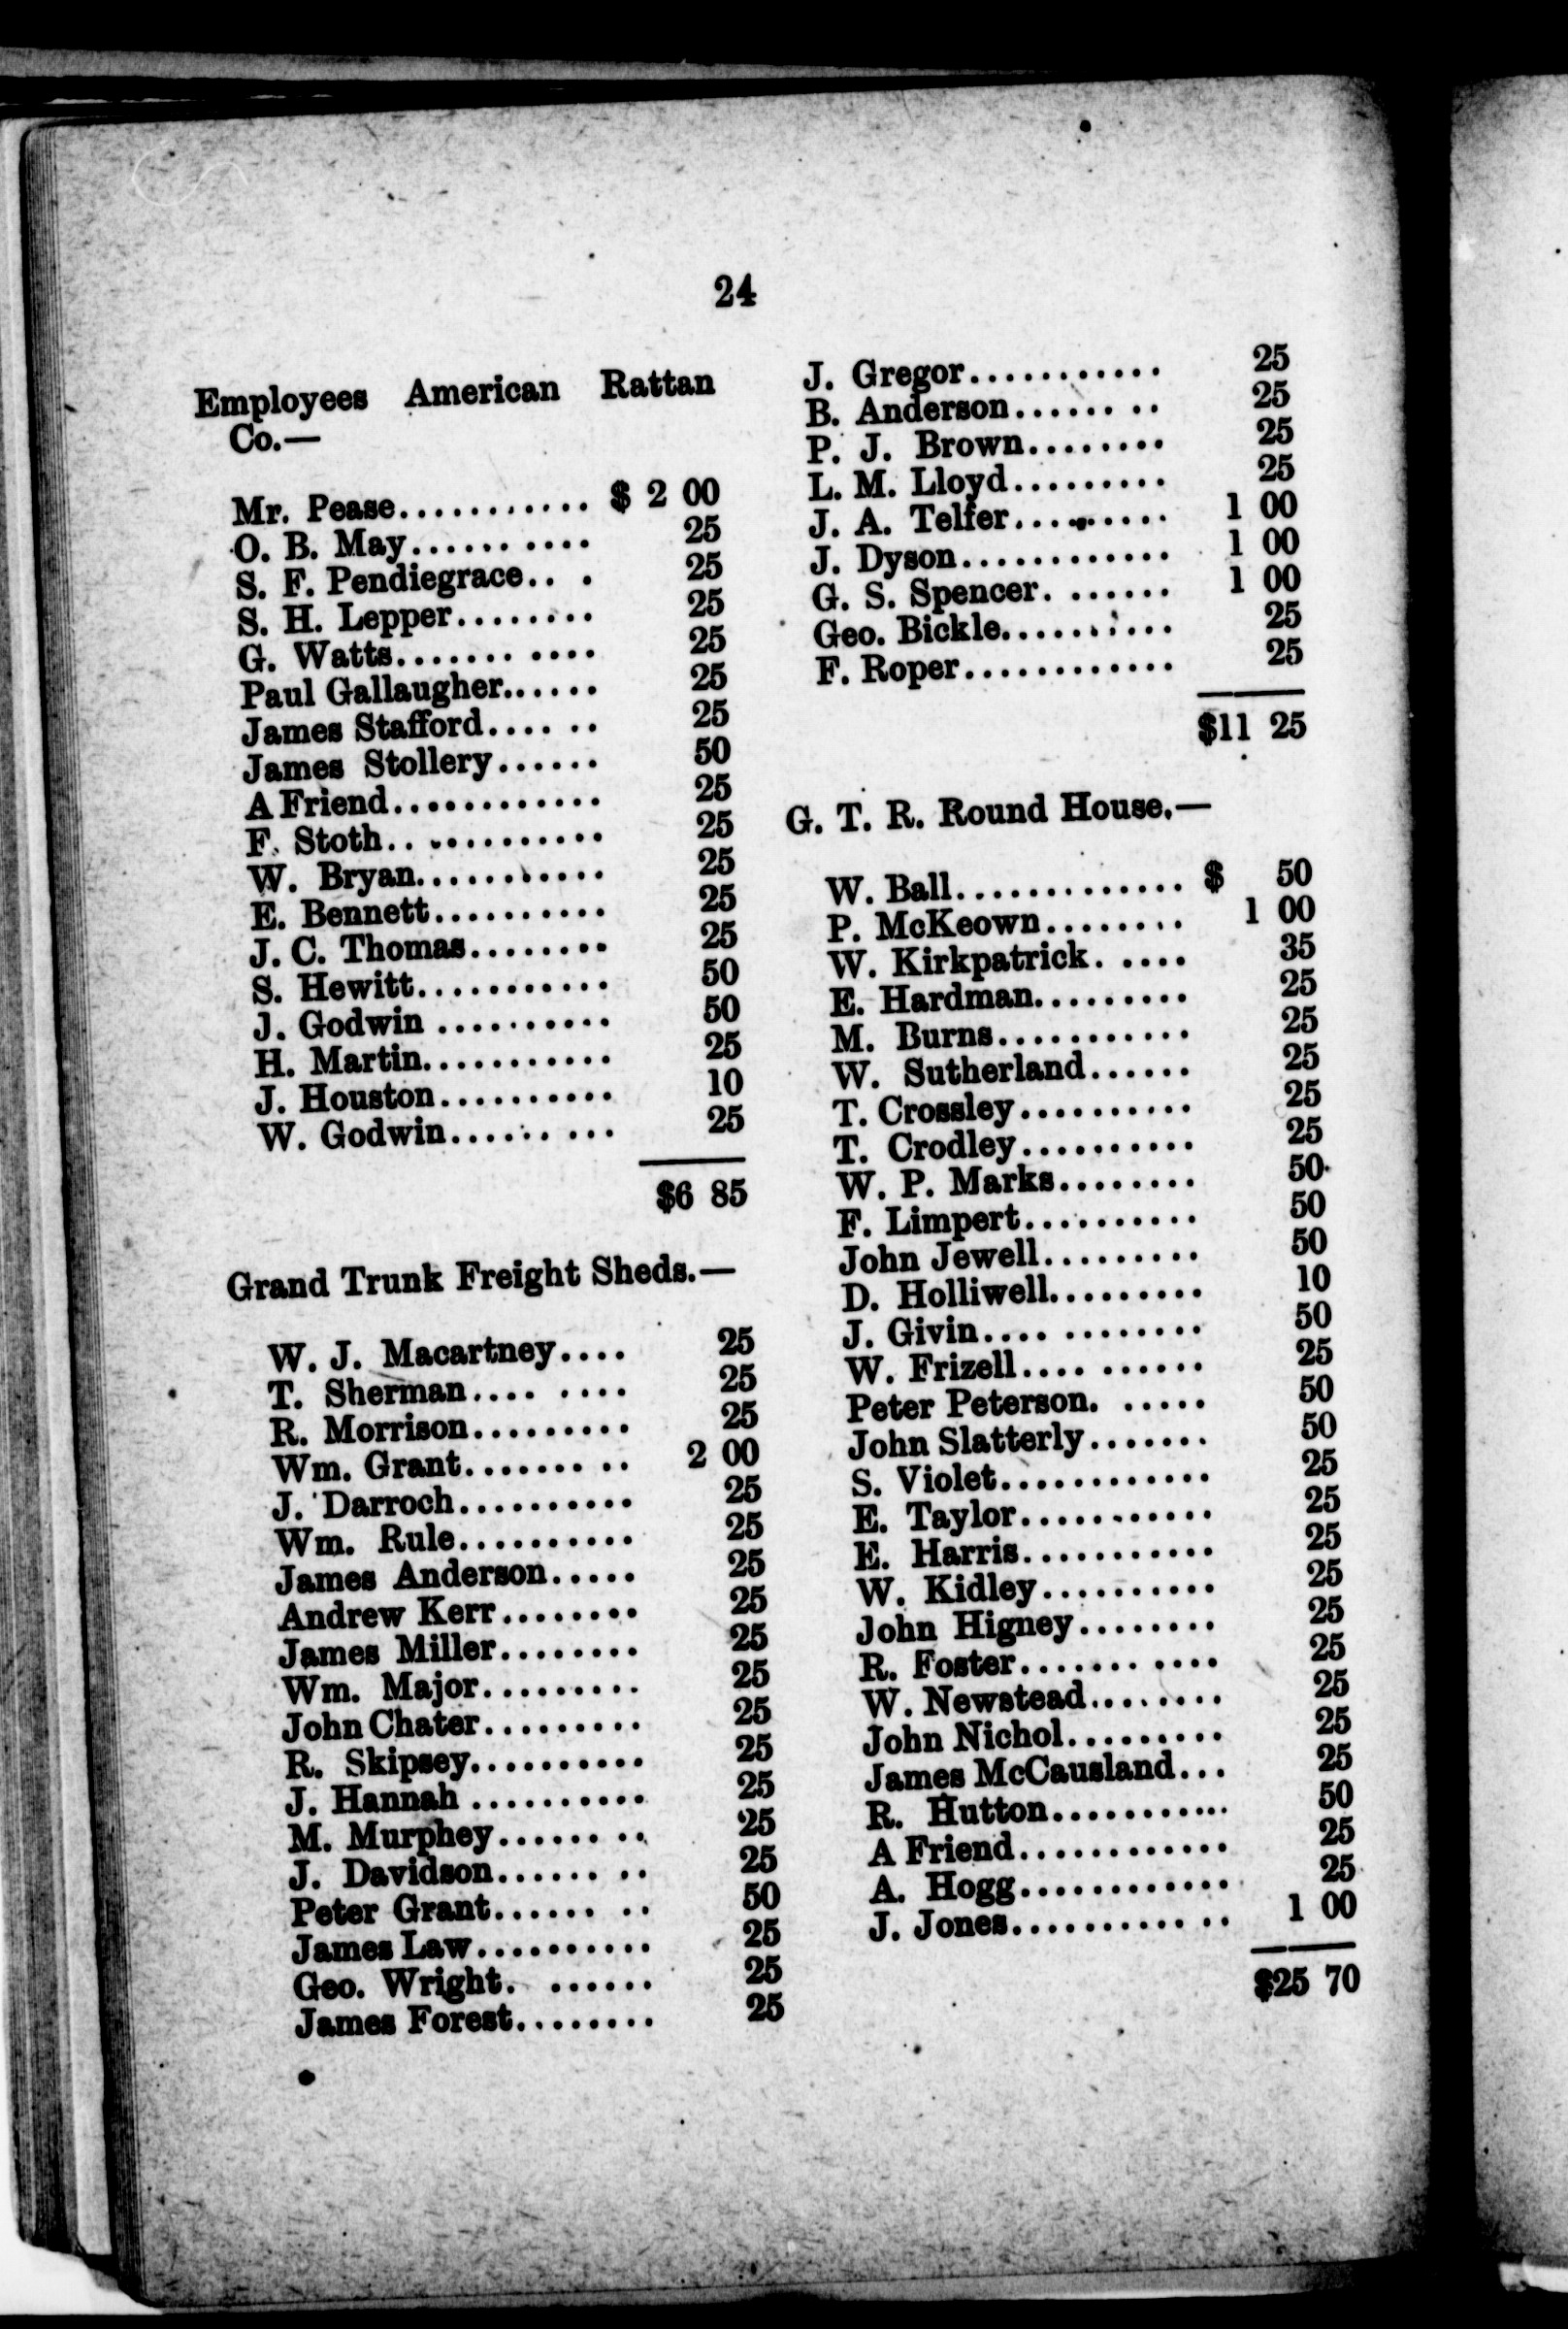 24
Employees American Rattan
Co.—
Mr. Pease........... $ 2 00
O. B. May.......... 25
S. F. Pendiegrace... 25
S. H. Lepper........ 25
G. Watts........... 25
Paul Gallaugher...... 25
James Stafford...... 25
James Stollery...... 50
A Friend............ 25
F. Stoth............ 25
W. Bryan........... 25
E. Bennett.......... 25
J. C. Thomas........ 25
S. Hewitt........... 50
J. Godwin .......... 50
H. Martin........... 25
J. Houston.......... 10
W. Godwin......... 25
$6 85
Grand Trunk Freight Sheds.—
W. J. Macartney.... 25
T. Sherman........ 25
R. Morrison......... 25
Wm. Grant......... 2 00
J. Darroch.......... 25
Wm. Rule.......... 25
James Anderson..... 25
Andrew Kerr........ 25
James Miller........ 25
Wm. Major......... 25
John Chater......... 25
R. Skipsey.......... 25
J. Hannah .......... 25
M. Murphey........ 25
J. Davidson........ 25
Peter Grant........ 50
James Law.......... 25
Geo. Wright. ...... 25
James Forest........ 25
J. Gregor........... 25
B. Anderson........ 25
P. J. Brown........ 25
L. M. Lloyd......... 25
J. A. Telfer......... 1 00
J. Dyson............ 1 00
G. S. Spencer. ...... 1 00
Geo. Bickle.......... 25
F. Roper............ 25
$11 25
G. T. R. Round House.—
W. Ball............. $ 50
P. McKeown........ 1 00
W. Kirkpatrick. .... 35
E. Hardman......... 25
M. Burns........... 25
W. Sutherland...... 25
T. Crossley.......... 25
T. Crodley.......... 25
W. P. Marks........ 50
F. Limpert.......... 50
John Jewell......... 50
D. Holliwell......... 10
J. Givin............ 50
W. Frizell.......... 25
Peter Peterson. ..... 50
John Slatterly....... 50
S. Violet............ 25
E. Taylor........... 25
E. Harris........... 25
W. Kidley.......... 25
John Higney........ 25
R. Foster........... 25
W. Newstead........ 25
John Nichol......... 25
James McCausland... 25
R. Hutton........... 50
A Friend............ 25
A. Hogg............ 25
J. Jones............ 1 00
$25 70